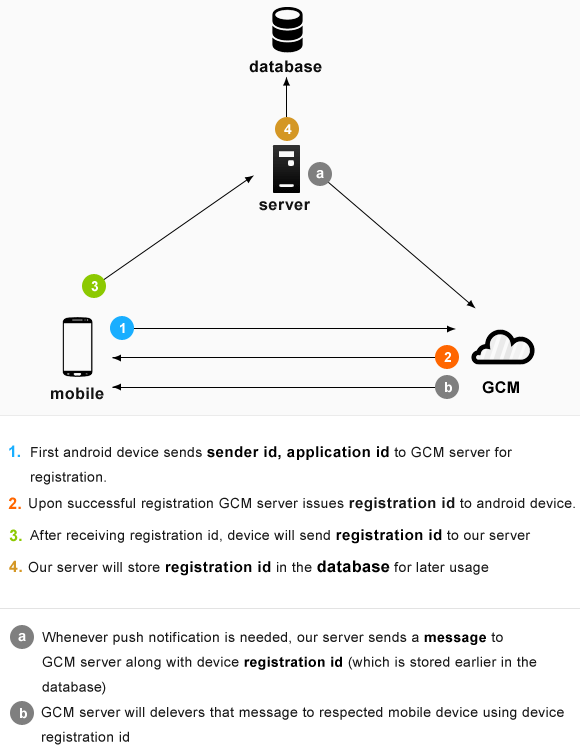 database
4
server
a
3
1
2
b
mobile
GCM
1. First android device sends sender id, application id to GCM server for
registration.
2. Upon successful registration GCM server issues registration id to android device.
3. After receiving registration id, device will send registration id to our server
4. Our server will store registration id in the database for later usage
a Whenever push notification is needed, our server sends a message to
GCM server along with device registration id (which is stored earlier in the
database)
b GCM server will delevers that message to respected mobile device using device
registration id